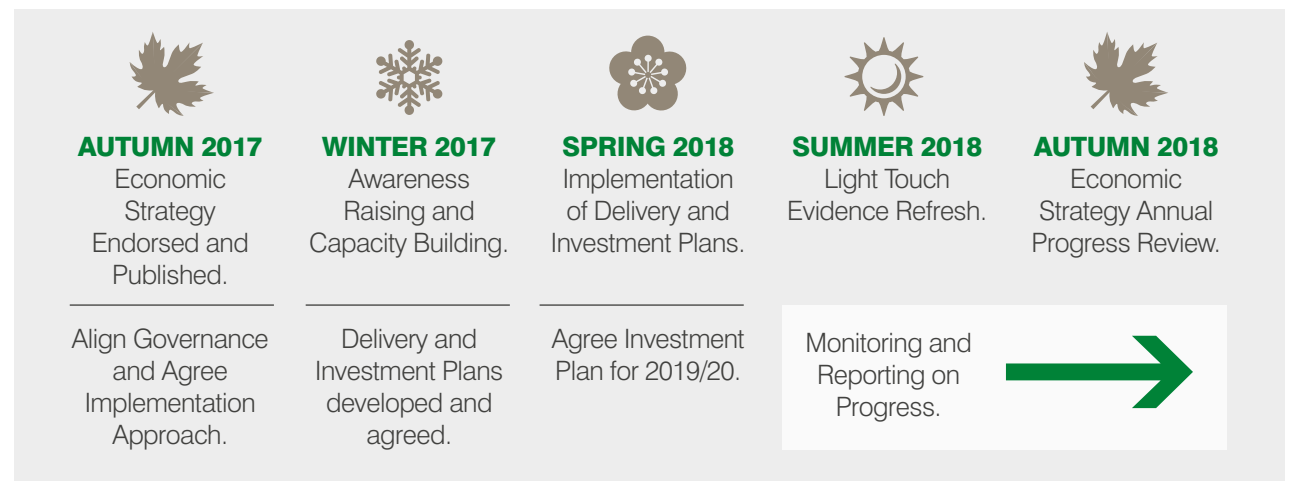 AUTUMN 2017
Economic
Strategy
Endorsed and
Published.
Align Governance
and Agree
Implementation
Approach.
WINTER 2017
Awareness
Raising and
Capacity Building.
Delivery and
Investment Plans
developed and
agreed.
SPRING 2018
Implementation
of Delivery and
Investment Plans.
Agree Investment
Plan for 2019/20.
SUMMER 2018
Light Touch
Evidence Refresh.
AUTUMN 2018
Economic
Strategy Annual
Progress Review.
Monitoring and
Reporting on
Progress.